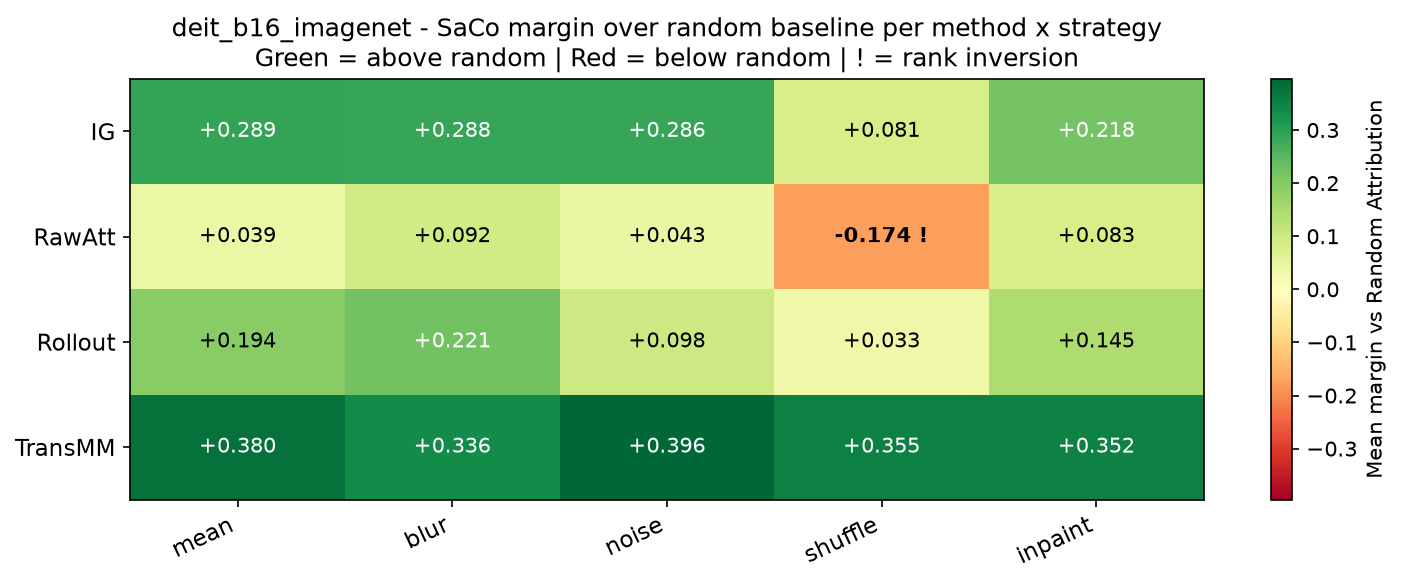 deit_b16_imagenet - SaCo margin over random baseline per method x strategy
Green = above random | Red = below random | ! = rank inversion
IG +0.289 +0.288 +0.286 +0.081 +0.218
RawAtt +0.039 +0.092 +0.043 -0.174 ! +0.083
Rollout +0.194 +0.221 +0.098 +0.033 +0.145
TransMM +0.380 +0.336 +0.396 +0.355 +0.352
mean blur noise shuffle inpaint
0.3
0.2
0.1
0.0
−0.1
−0.2
−0.3
Mean margin vs Random Attribution